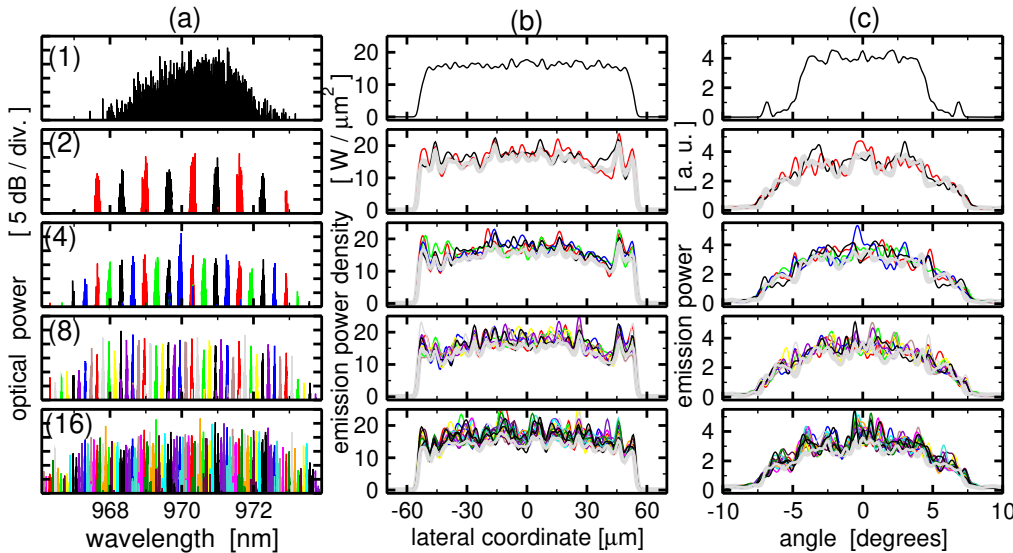 (a) (b) (c)
(1) (2) (4) (8) (16)
optical power [ 5 dB / div. ]
968 970 972
wavelength [nm]
emission power density [ W / μm² ]
20
10
0
20
10
0
20
10
0
20
10
0
20
10
0
-60 -30 0 30 60
lateral coordinate [μm]
emission power [ a. u. ]
4
2
0
4
2
0
4
2
0
4
2
0
4
2
0
-10 -5 0 5 10
angle [degrees]